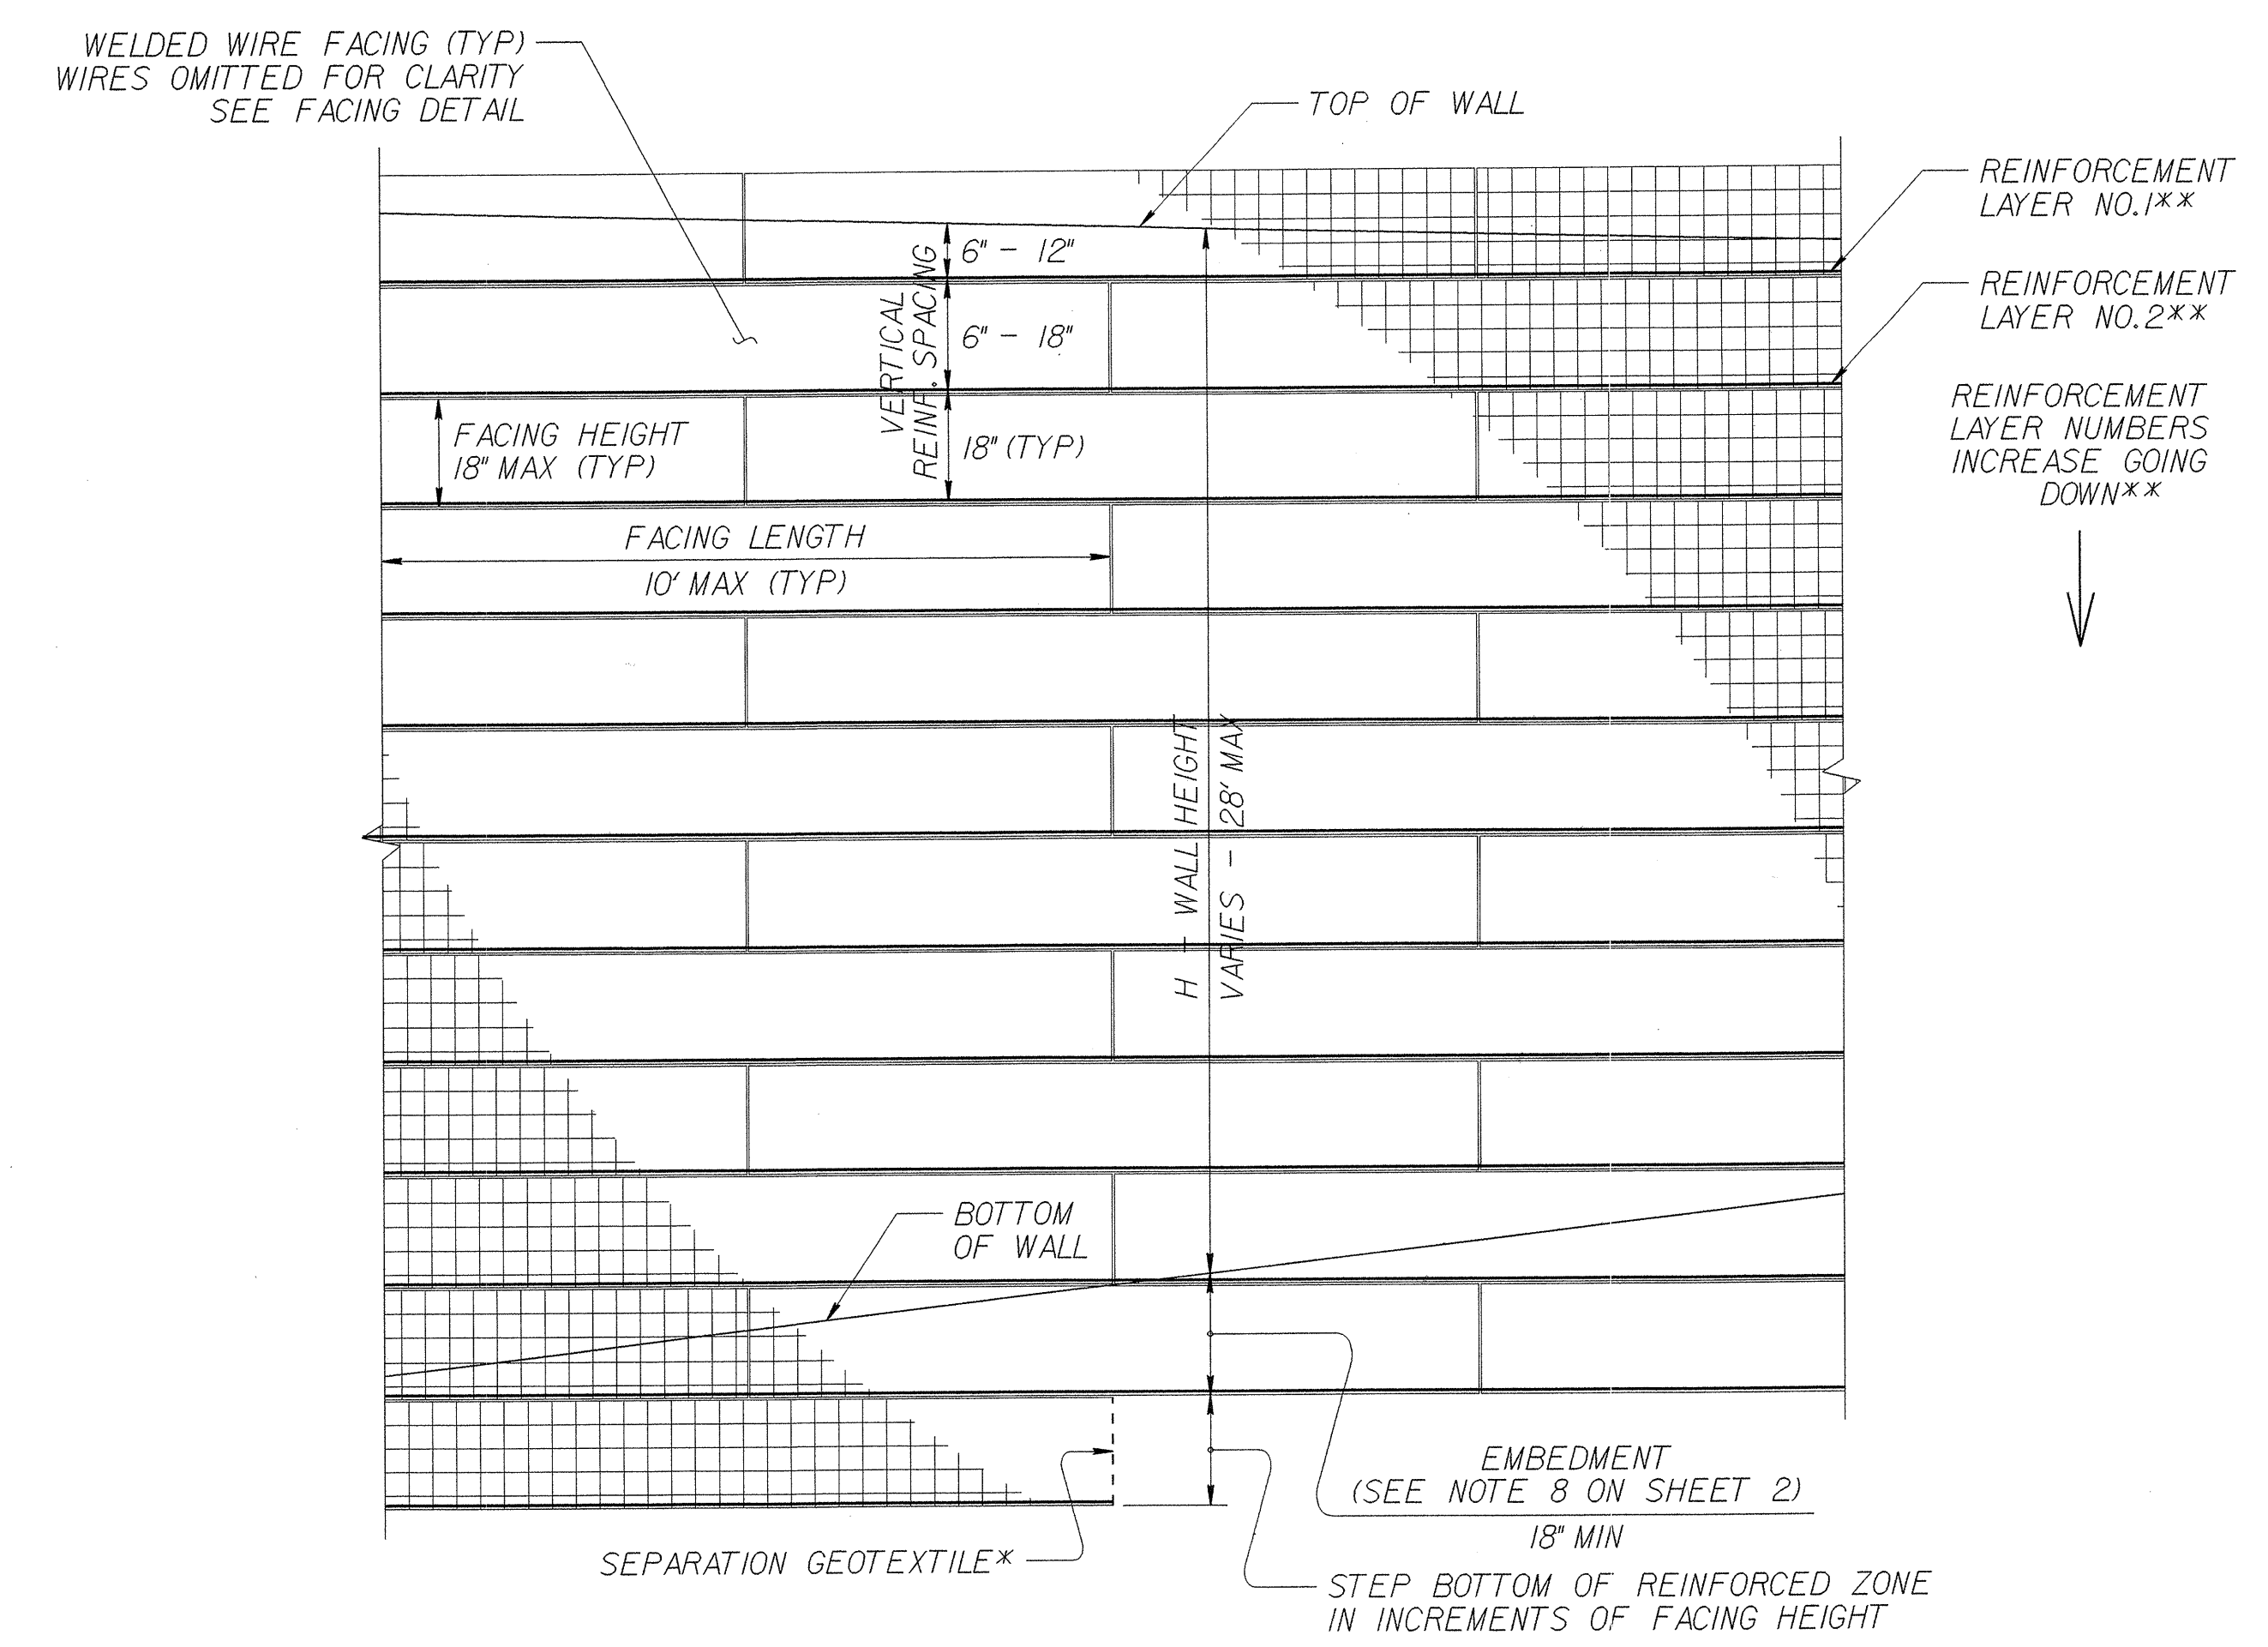 WELDED WIRE FACING (TYP)
WIRES OMITTED FOR CLARITY
SEE FACING DETAIL
TOP OF WALL
REINFORCEMENT
LAYER NO.1**
REINFORCEMENT
LAYER NO.2**
REINFORCEMENT
LAYER NUMBERS
INCREASE GOING
DOWN**
VERTICAL
REINF. SPACING
6" - 12"
6" - 18"
18" (TYP)
FACING HEIGHT
18" MAX (TYP)
FACING LENGTH
10' MAX (TYP)
H - WALL HEIGHT
VARIES - 28' MAX
BOTTOM
OF WALL
EMBEDMENT
(SEE NOTE 8 ON SHEET 2)
18" MIN
SEPARATION GEOTEXTILE*
STEP BOTTOM OF REINFORCED ZONE
IN INCREMENTS OF FACING HEIGHT